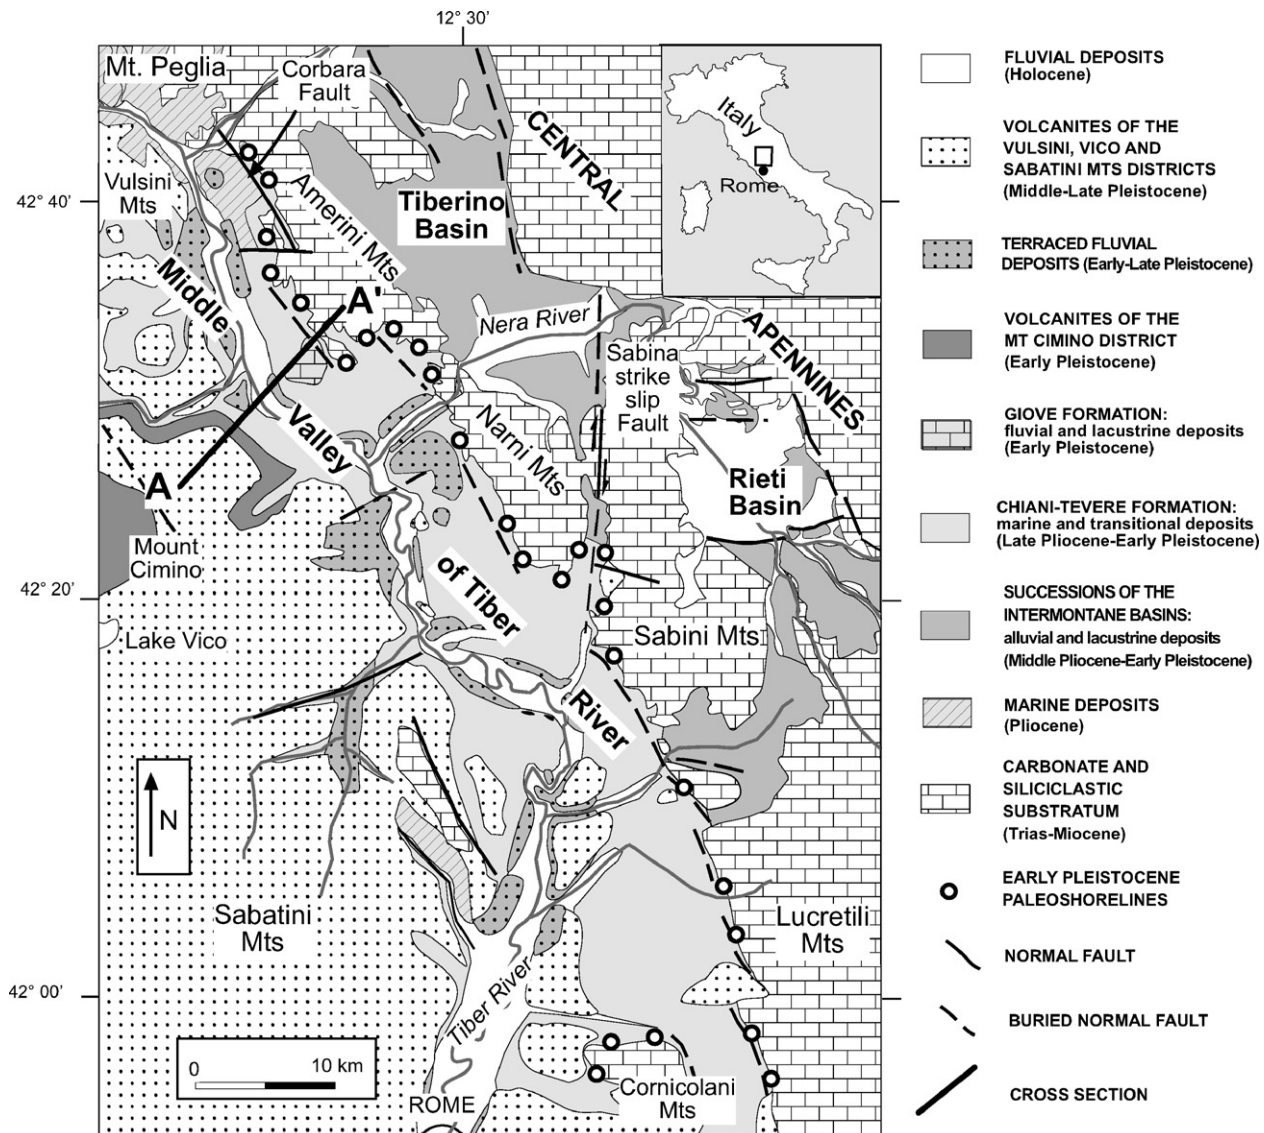 12° 30'
Mt. Peglia
Corbara
Fault
CENTRAL
Italy
Rome
42° 40'
Vulsini
Mts
Amerini Mts
Tiberino
Basin
Middle
A'
Nera River
APENNINES
Sabina
strike
slip
Fault
Valley
Narni Mts
A
Rieti
Basin
Mount
Cimino
42° 20'
of Tiber
Lake Vico
Sabini Mts
River
N
Sabatini
Mts
Lucretili
Mts
42° 00'
Tiber River
0 10 km
ROME
Cornicolani
Mts
FLUVIAL DEPOSITS
(Holocene)
VOLCANITES OF THE
VULSINI, VICO AND
SABATINI MTS DISTRICTS
(Middle-Late Pleistocene)
TERRACED FLUVIAL
DEPOSITS (Early-Late Pleistocene)
VOLCANITES OF THE
MT CIMINO DISTRICT
(Early Pleistocene)
GIOVE FORMATION:
fluvial and lacustrine deposits
(Early Pleistocene)
CHIANI-TEVERE FORMATION:
marine and transitional deposits
(Late Pliocene-Early Pleistocene)
SUCCESSIONS OF THE
INTERMONTANE BASINS:
alluvial and lacustrine deposits
(Middle Pliocene-Early Pleistocene)
MARINE DEPOSITS
(Pliocene)
CARBONATE AND
SILICICLASTIC
SUBSTRATUM
(Trias-Miocene)
EARLY PLEISTOCENE
PALEOSHORELINES
NORMAL FAULT
BURIED NORMAL FAULT
CROSS SECTION